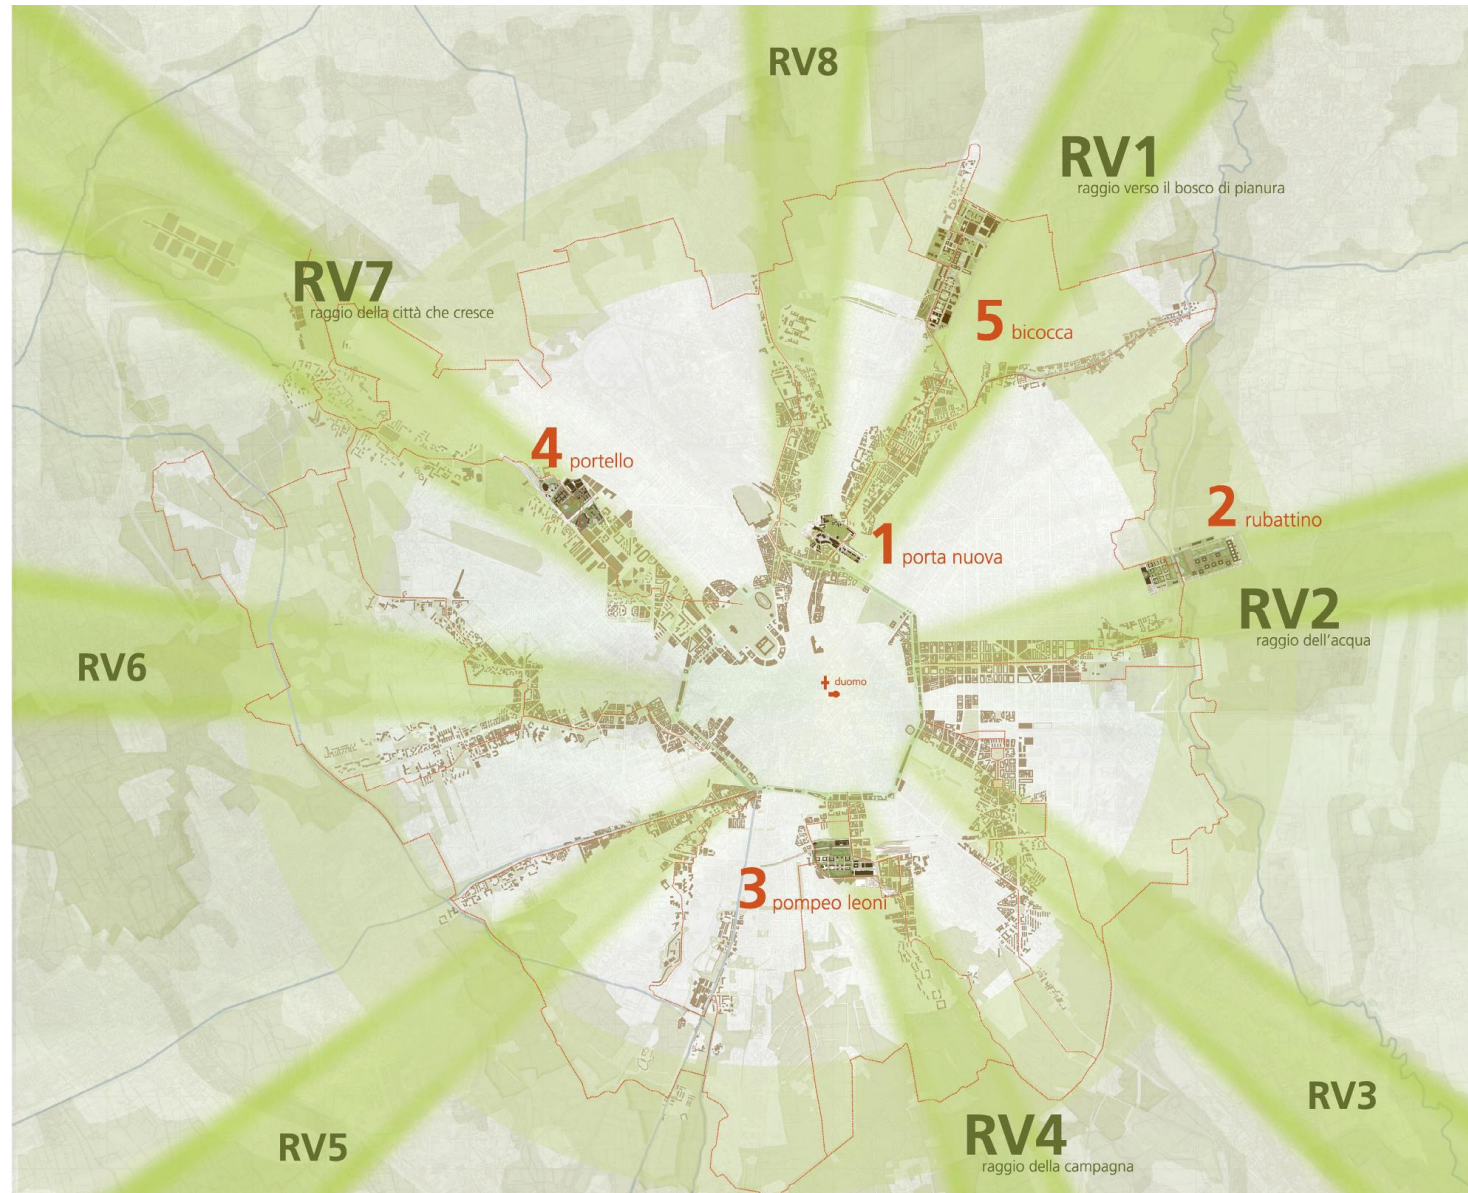 RV8
RV1
raggio verso il bosco di pianura
RV7
raggio della città che cresce
5 bicocca
4 portello
2 rubattino
1 porta nuova
RV2
raggio dell'acqua
RV6
duomo
3 pompeo leoni
RV3
RV4
raggio della campagna
RV5